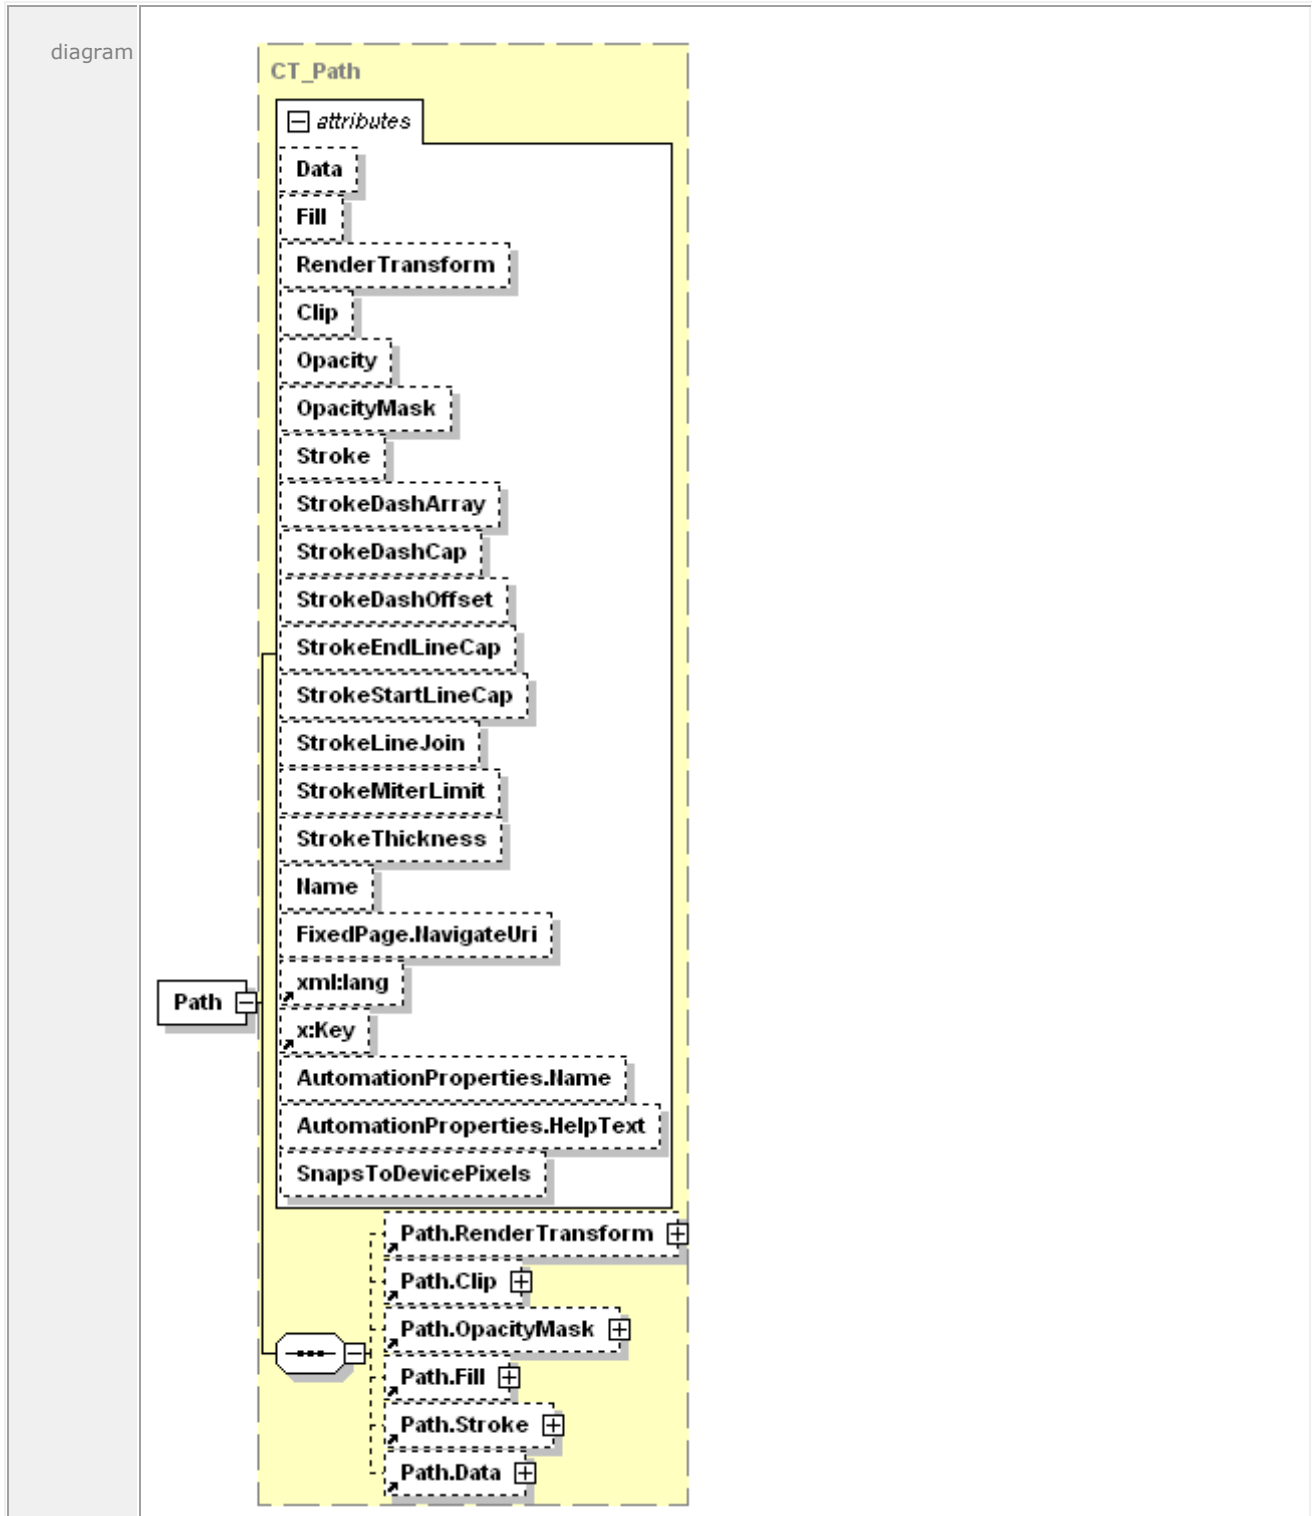 diagram
CT_Path
attributes
Data
Fill
RenderTransform
Clip
Opacity
OpacityMask
Stroke
StrokeDashArray
StrokeDashCap
StrokeDashOffset
StrokeEndLineCap
StrokeStartLineCap
StrokeLineJoin
StrokeMiterLimit
StrokeThickness
Name
FixedPage.NavigateUri
xml:lang
Path
x:Key
AutomationProperties.Name
AutomationProperties.HelpText
SnapsToDevicePixels
Path.RenderTransform
Path.Clip
Path.OpacityMask
Path.Fill
Path.Stroke
Path.Data